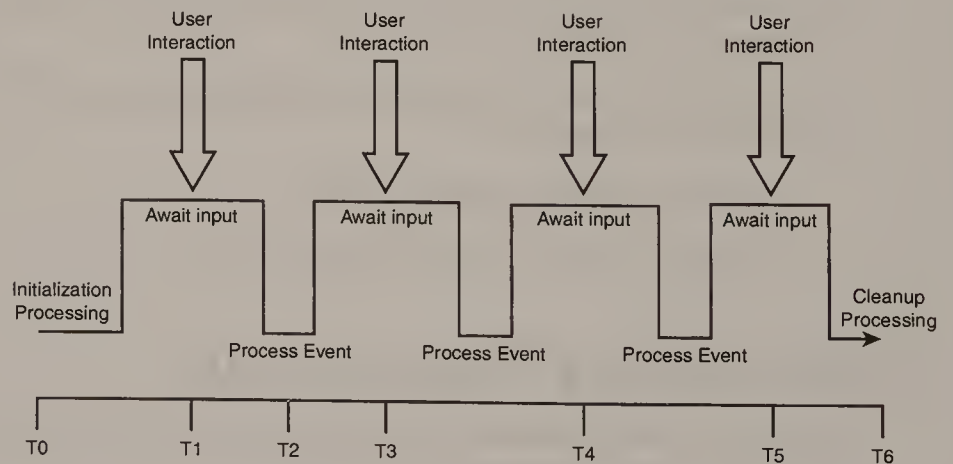 User
Interaction
User
Interaction
User
Interaction
User
Interaction
Await input
Await input
Await input
Await input
Initialization
Processing
Cleanup
Processing
Process Event
Process Event
Process Event
T0
T1
T2
T3
T4
T5
T6